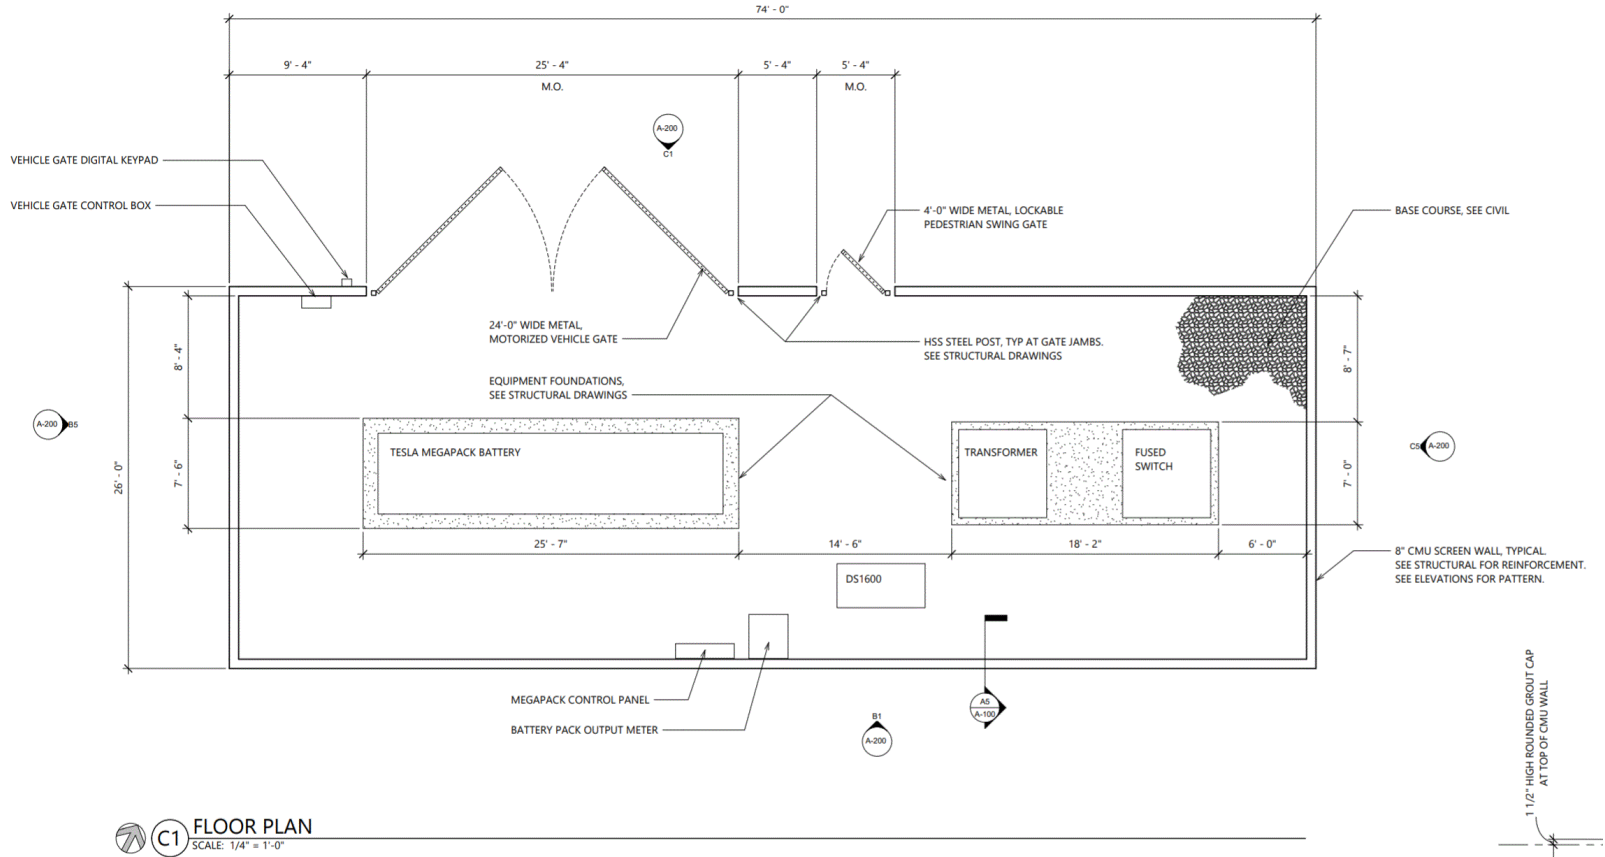 74' - 0"
9' - 4"
25' - 4"
M.O.
5' - 4"
5' - 4"
M.O.
A-200
C1
VEHICLE GATE DIGITAL KEYPAD
VEHICLE GATE CONTROL BOX
4'-0" WIDE METAL, LOCKABLE
PEDESTRIAN SWING GATE
BASE COURSE, SEE CIVIL
24'-0" WIDE METAL,
MOTORIZED VEHICLE GATE
HSS STEEL POST, TYP AT GATE JAMBS.
SEE STRUCTURAL DRAWINGS
EQUIPMENT FOUNDATIONS,
SEE STRUCTURAL DRAWINGS
8' - 4"
8' - 7"
A-200
B5
C5
A-200
26' - 0"
7' - 6"
7' - 0"
TESLA MEGAPACK BATTERY
TRANSFORMER
FUSED
SWITCH
25' - 7"
14' - 6"
18' - 2"
6' - 0"
8" CMU SCREEN WALL, TYPICAL.
SEE STRUCTURAL FOR REINFORCEMENT.
SEE ELEVATIONS FOR PATTERN.
DS1600
MEGAPACK CONTROL PANEL
BATTERY PACK OUTPUT METER
B1
A-200
A5
A-100
1 1/2" HIGH ROUNDED GROUT CAP
AT TOP OF CMU WALL
C1
FLOOR PLAN
SCALE: 1/4" = 1'-0"